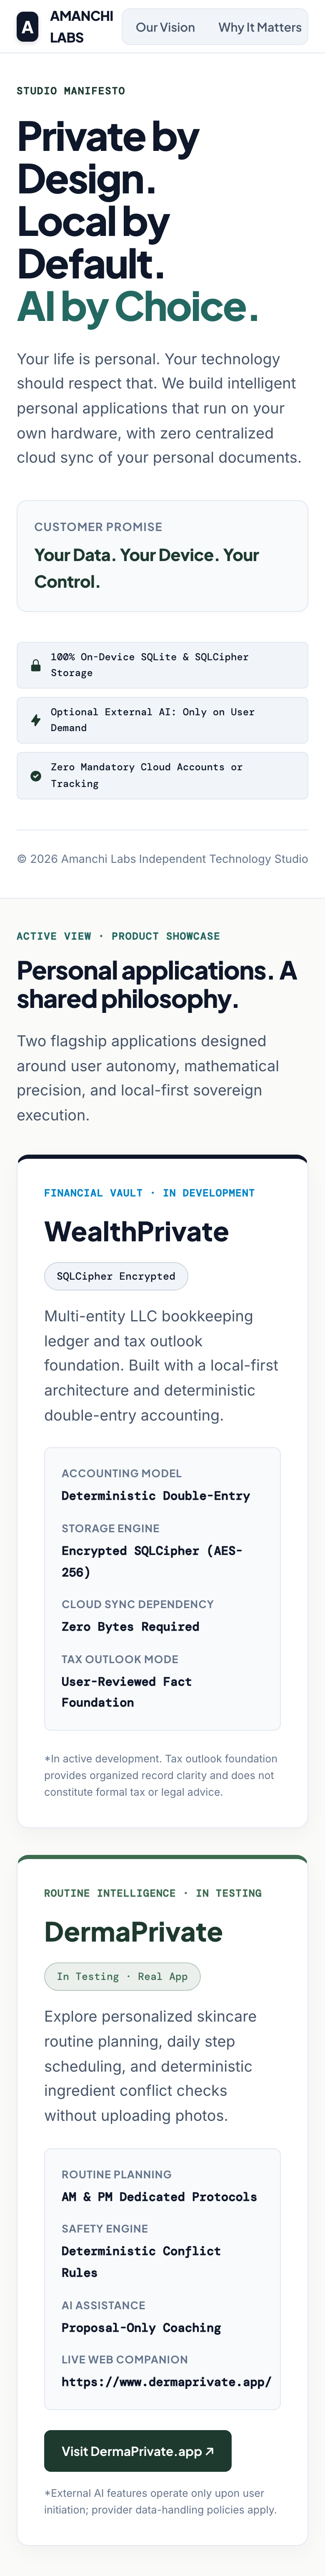 A
AMANCHI
LABS
Our Vision
Why It Matters
STUDIO MANIFESTO
Private by
Design.
Local by
Default.
AI by Choice.
Your life is personal. Your technology
should respect that. We build intelligent
personal applications that run on your
own hardware, with zero centralized
cloud sync of your personal documents.
CUSTOMER PROMISE
Your Data. Your Device. Your
Control.
100% On-Device SQLite & SQLCipher
Storage
Optional External AI: Only on User
Demand
Zero Mandatory Cloud Accounts or
Tracking
© 2026 Amanchi Labs Independent Technology Studio
ACTIVE VIEW · PRODUCT SHOWCASE
Personal applications. A
shared philosophy.
Two flagship applications designed
around user autonomy, mathematical
precision, and local-first sovereign
execution.
FINANCIAL VAULT · IN DEVELOPMENT
WealthPrivate
SQLCipher Encrypted
Multi-entity LLC bookkeeping
ledger and tax outlook
foundation. Built with a local-first
architecture and deterministic
double-entry accounting.
ACCOUNTING MODEL
Deterministic Double-Entry
STORAGE ENGINE
Encrypted SQLCipher (AES-
256)
CLOUD SYNC DEPENDENCY
Zero Bytes Required
TAX OUTLOOK MODE
User-Reviewed Fact
Foundation
*In active development. Tax outlook foundation
provides organized record clarity and does not
constitute formal tax or legal advice.
ROUTINE INTELLIGENCE · IN TESTING
DermaPrivate
In Testing · Real App
Explore personalized skincare
routine planning, daily step
scheduling, and deterministic
ingredient conflict checks
without uploading photos.
ROUTINE PLANNING
AM & PM Dedicated Protocols
SAFETY ENGINE
Deterministic Conflict
Rules
AI ASSISTANCE
Proposal-Only Coaching
LIVE WEB COMPANION
https://www.dermaprivate.app/
Visit DermaPrivate.app ↗
*External AI features operate only upon user
initiation; provider data-handling policies apply.